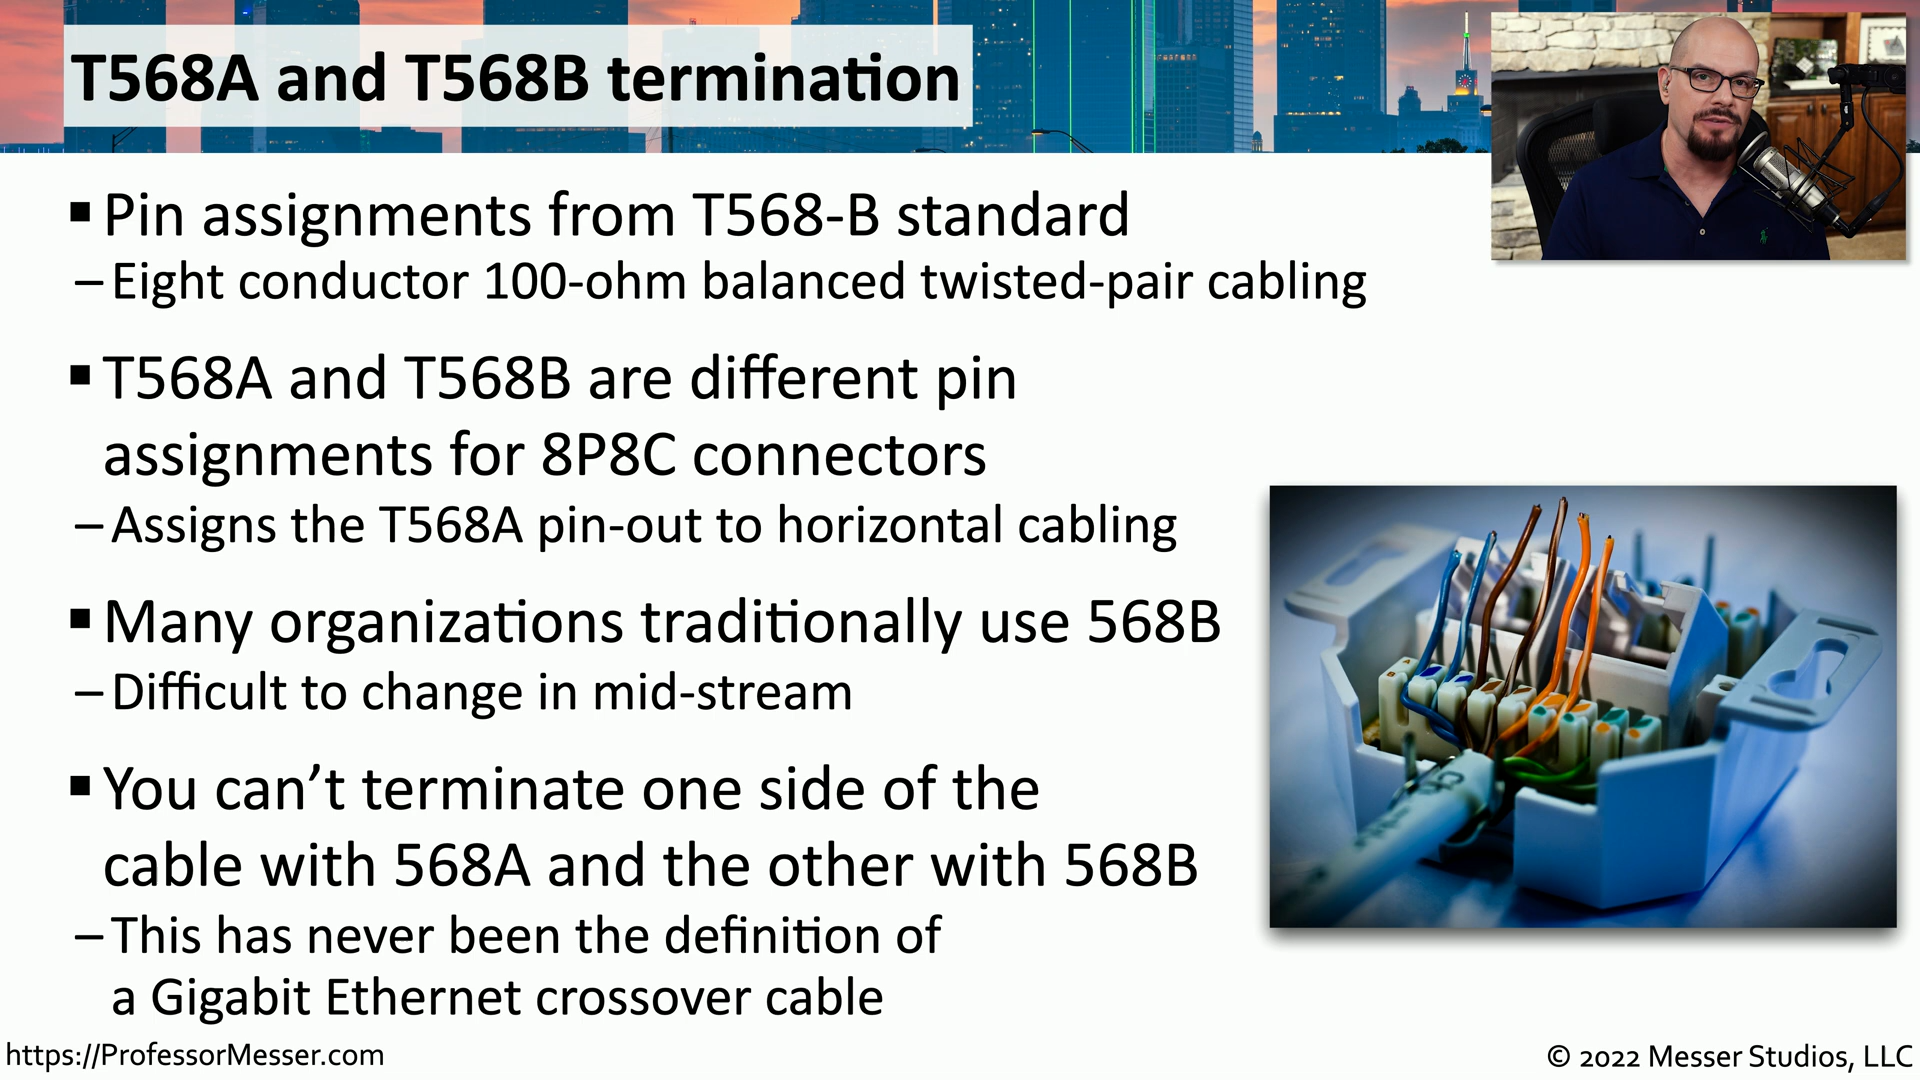 T568A and T568B termination
▪ Pin assignments from T568-B standard
– Eight conductor 100-ohm balanced twisted-pair cabling
▪ T568A and T568B are different pin
assignments for 8P8C connectors
– Assigns the T568A pin-out to horizontal cabling
▪ Many organizations traditionally use 568B
– Difficult to change in mid-stream
▪ You can’t terminate one side of the
cable with 568A and the other with 568B
– This has never been the definition of
a Gigabit Ethernet crossover cable
https://ProfessorMesser.com
© 2022 Messer Studios, LLC